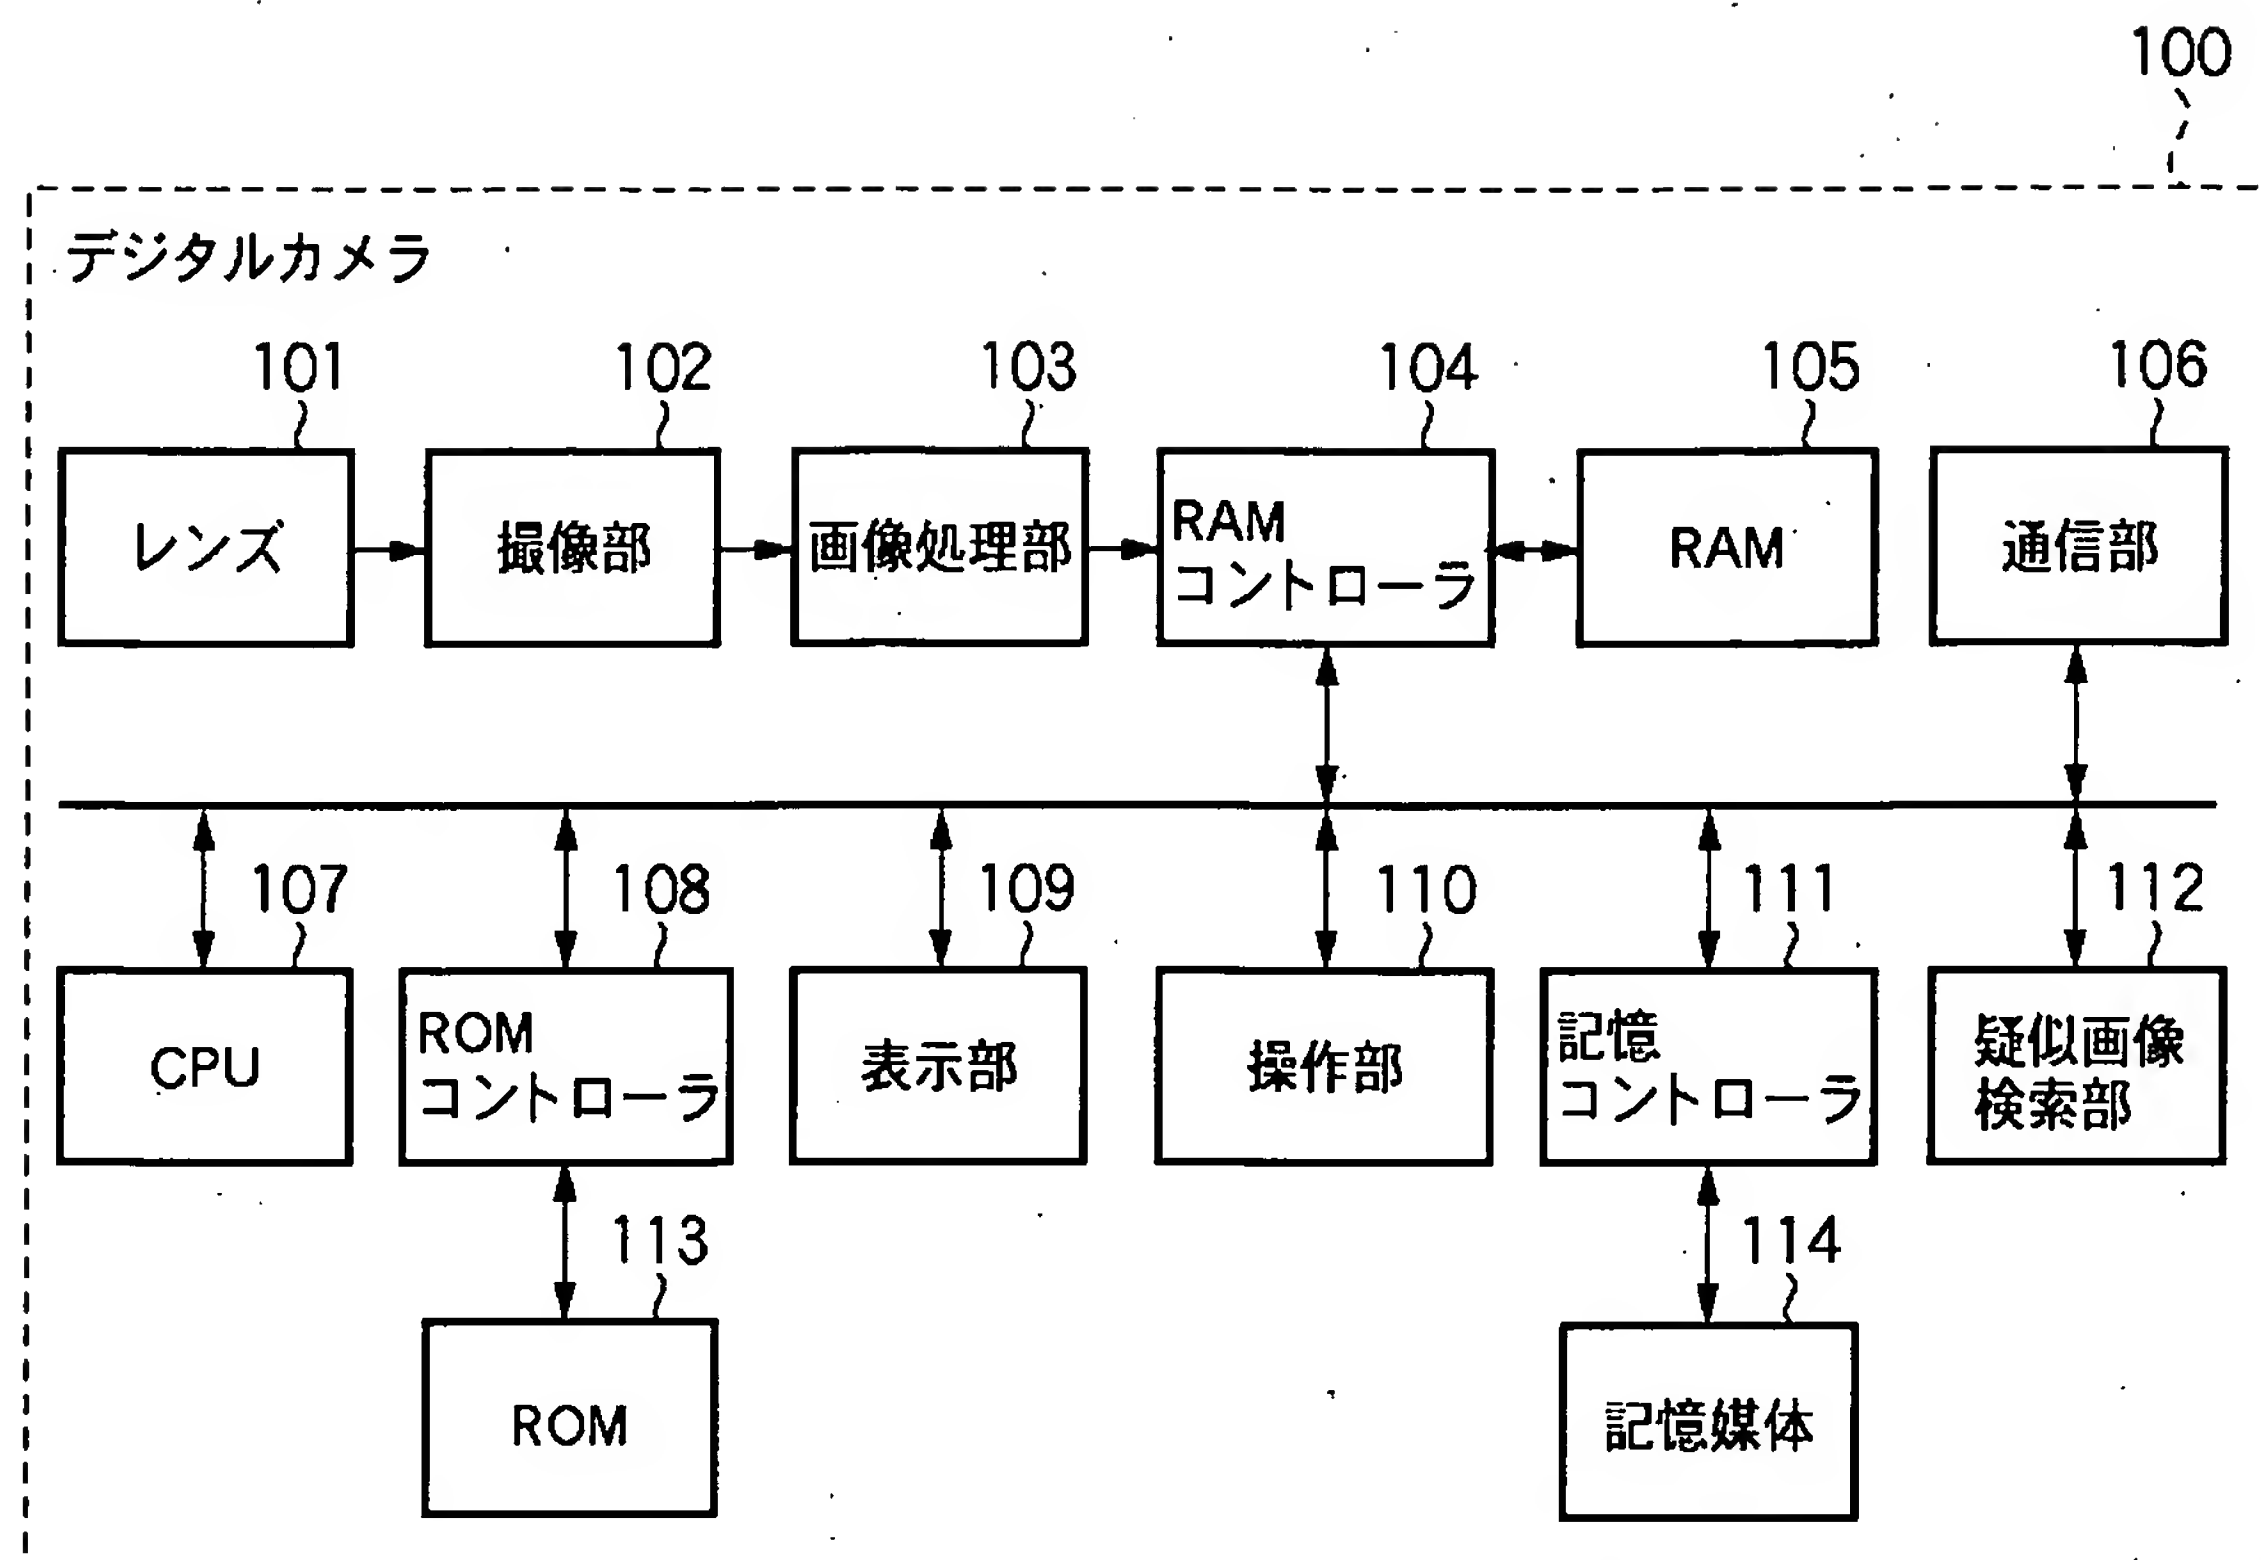 100
デジタルカメラ
101
102
103
104
105
106
レンズ
撮像部
画像処理部
RAM
コントローラ
RAM
通信部
107
108
109
110
111
112
CPU
ROM
コントローラ
表示部
操作部
記憶
コントローラ
疑似画像
検索部
113
114
ROM
記憶媒体